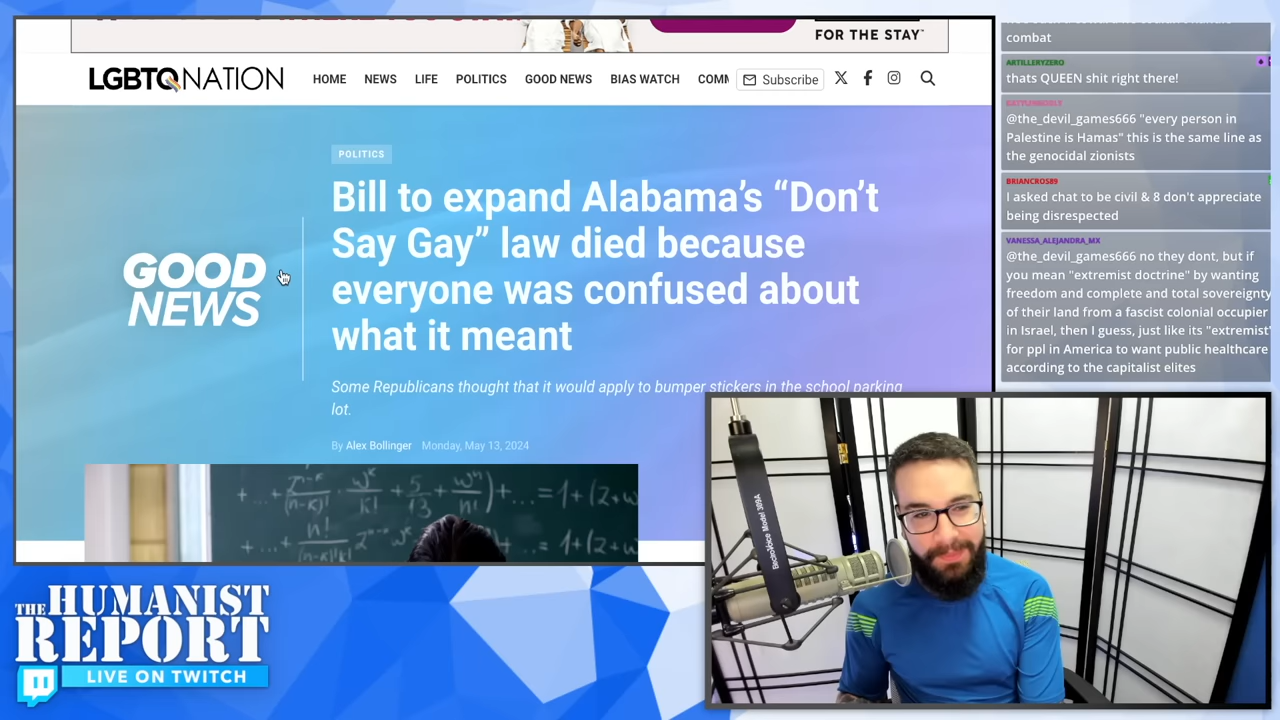 FOR THE STAY
LGBTQNATION
HOME NEWS LIFE POLITICS GOOD NEWS BIAS WATCH COMM Subscribe
POLITICS
Bill to expand Alabama’s “Don’t
Say Gay” law died because
everyone was confused about
what it meant
GOOD
NEWS
Some Republicans thought that it would apply to bumper stickers in the school parking
lot.
By Alex Bollinger Monday, May 13, 2024
combat
ARTILLERYZERO
thats QUEEN shit right there!
@the_devil_games666 "every person in
Palestine is Hamas" this is the same line as
the genocidal zionists
BRIANCROS89
I asked chat to be civil & 8 don't appreciate
being disrespected
VANESSA_ALEJANDRA_MX
@the_devil_games666 no they dont, but if
you mean "extremist doctrine" by wanting
freedom and complete and total sovereignty
of their land from a fascist colonial occupier
in Israel, then I guess, just like its "extremist"
for ppl in America to want public healthcare
according to the capitalist elites
ElectroVoice Model 309A
THE HUMANIST
REPORT
LIVE ON TWITCH